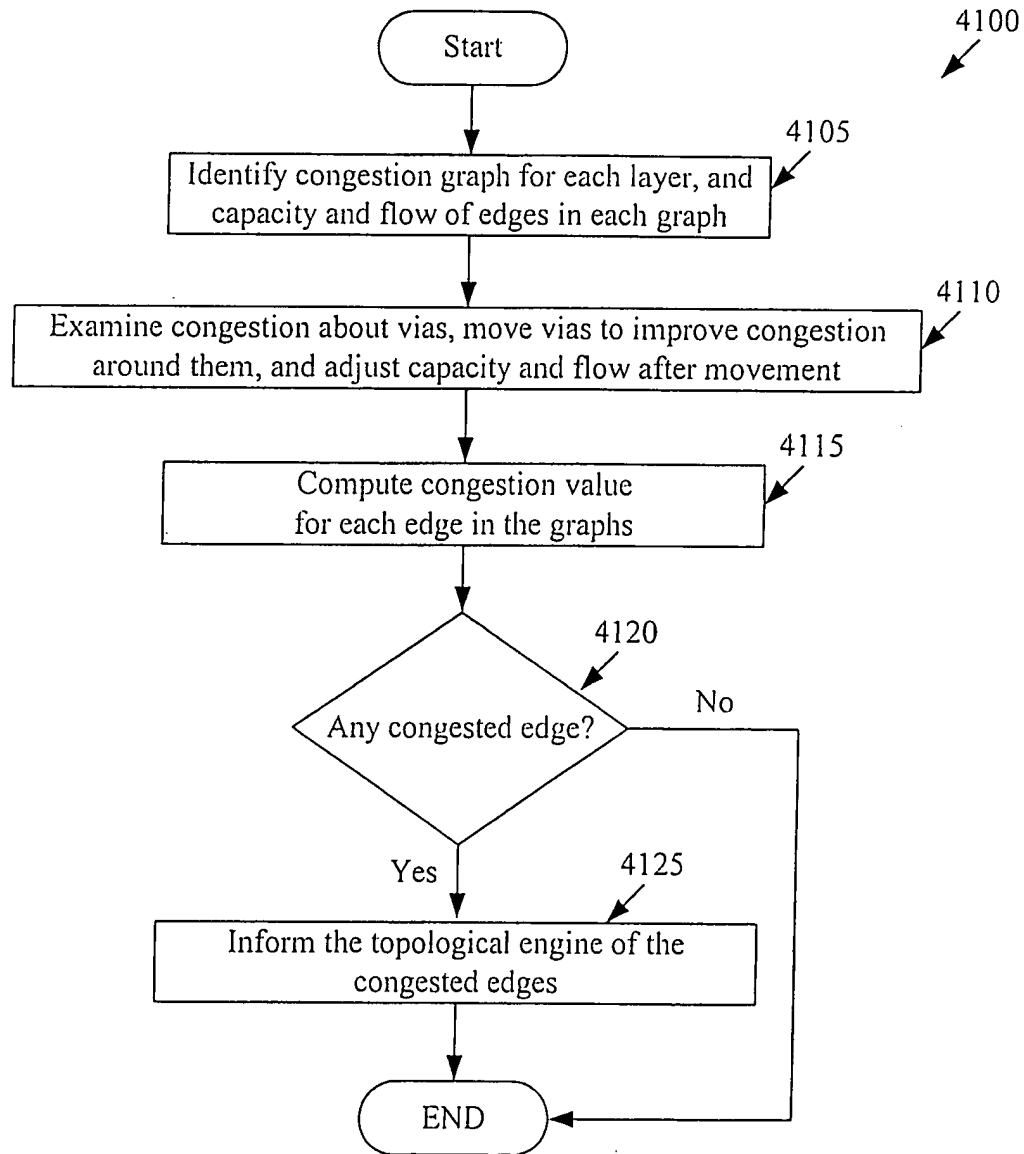 4100
Start
4105
Identify congestion graph for each layer, and
capacity and flow of edges in each graph
4110
Examine congestion about vias, move vias to improve congestion
around them, and adjust capacity and flow after movement
4115
Compute congestion value
for each edge in the graphs
4120
Any congested edge?
No
Yes
4125
Inform the topological engine of the
congested edges
END